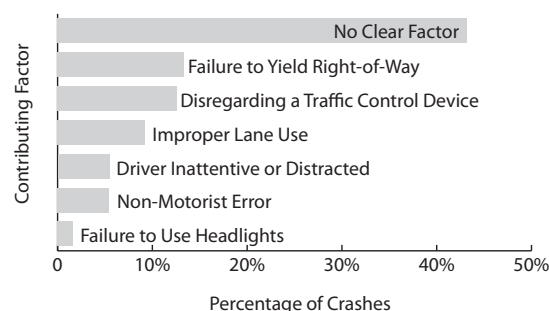 No Clear Factor
Failure to Yield Right-of-Way
Disregarding a Traffic Control Device
Improper Lane Use
Driver Inattentive or Distracted
Non-Motorist Error
Failure to Use Headlights
Contributing Factor
0 10% 20% 30% 40% 50%
Percentage of Crashes